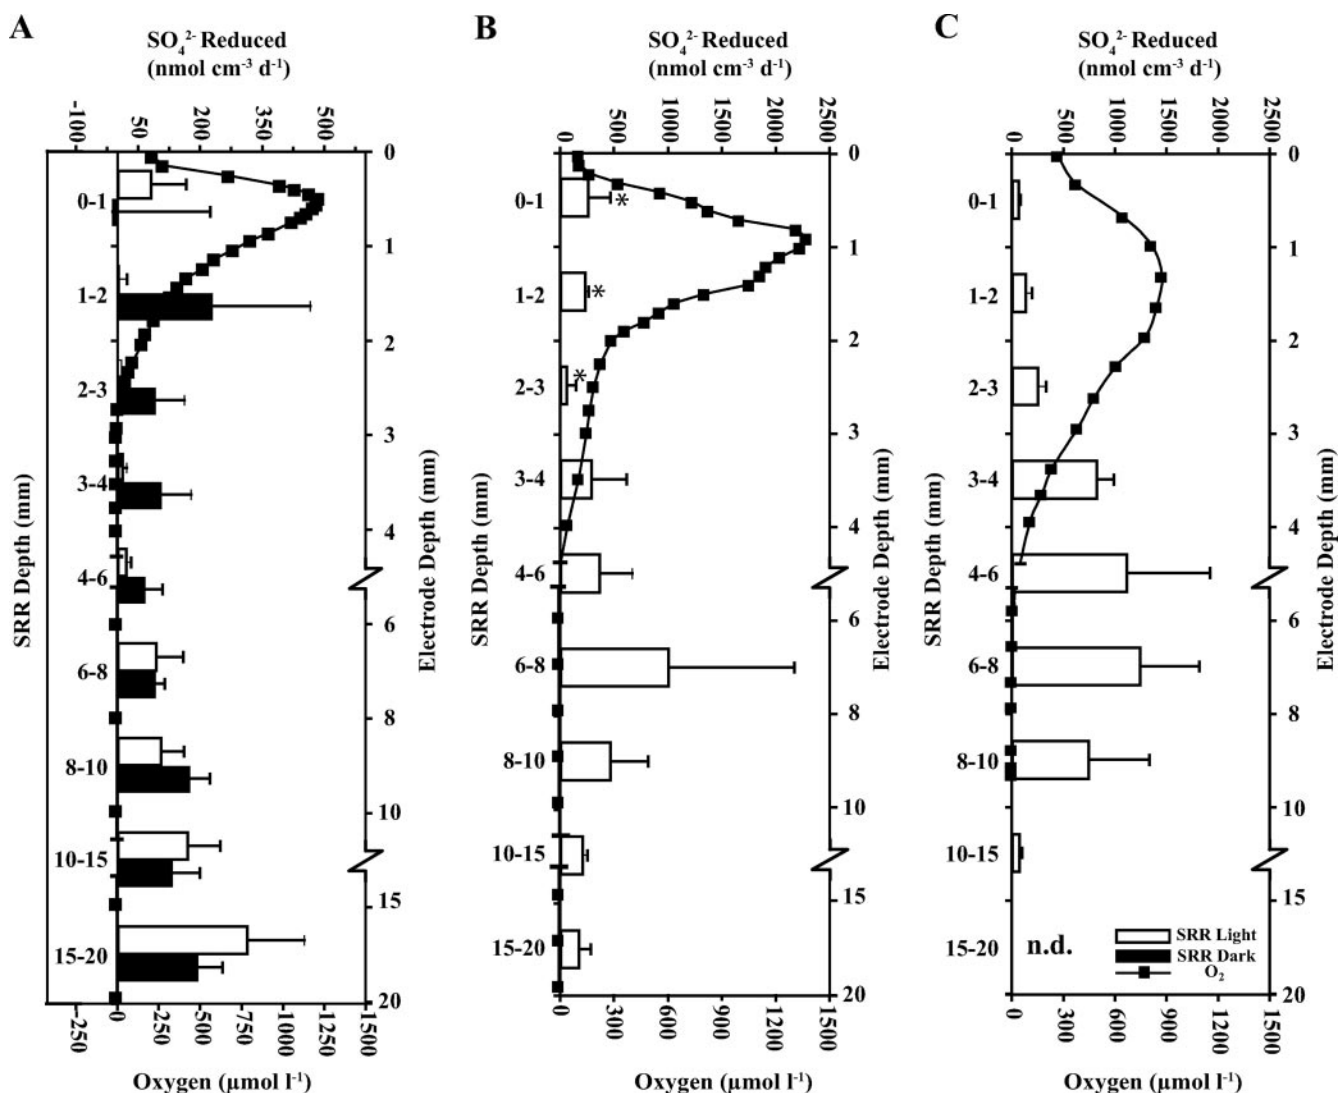 A
SO₄²⁻ Reduced
(nmol cm⁻³ d⁻¹)
-100 50 200 350 500
0-1
1-2
2-3
3-4
4-6
6-8
8-10
10-15
15-20
SRR Depth (mm)
0
1
2
3
4
6
8
10
15
20
Electrode Depth (mm)
-250 0 250 500 750 1000 1250 1500
Oxygen (µmol l⁻¹)
B
SO₄²⁻ Reduced
(nmol cm⁻³ d⁻¹)
0 500 1000 1500 2000 2500
0-1 *
1-2 *
2-3 *
3-4
4-6
6-8
8-10
10-15
15-20
SRR Depth (mm)
0
1
2
3
4
6
8
10
15
20
Electrode Depth (mm)
0 300 600 900 1200 1500
Oxygen (µmol l⁻¹)
C
SO₄²⁻ Reduced
(nmol cm⁻³ d⁻¹)
0 500 1000 1500 2000 2500
0-1
1-2
2-3
3-4
4-6
6-8
8-10
10-15
15-20
n.d.
SRR Light
SRR Dark
O₂
SRR Depth (mm)
0
1
2
3
4
6
8
10
15
20
Electrode Depth (mm)
0 300 600 900 1200 1500
Oxygen (µmol l⁻¹)